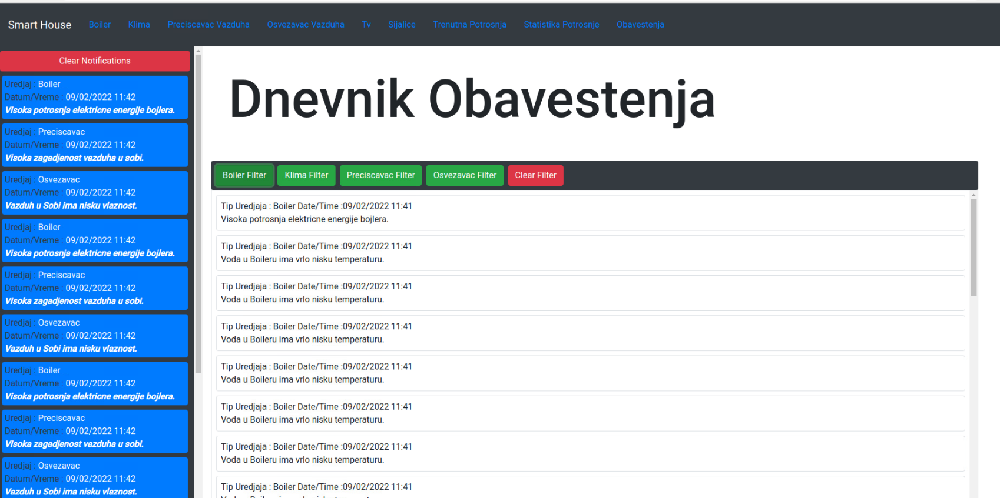 Smart House Boiler Klima Preciscavac Vazduha Osvezavac Vazduha Tv Sijalice Trenutna Potrosnja Statistika Potrosnje Obavestenja
Clear Notifications
Uredjaj : Boiler
Datum/Vreme : 09/02/2022 11:42
Visoka potrosnja elektricne energije bojlera.
Uredjaj : Preciscavac
Datum/Vreme : 09/02/2022 11:42
Visoka zagadjenost vazduha u sobi.
Uredjaj : Osvezavac
Datum/Vreme : 09/02/2022 11:42
Vazduh u Sobi ima nisku vlaznost.
Uredjaj : Boiler
Datum/Vreme : 09/02/2022 11:42
Visoka potrosnja elektricne energije bojlera.
Uredjaj : Preciscavac
Datum/Vreme : 09/02/2022 11:42
Visoka zagadjenost vazduha u sobi.
Uredjaj : Osvezavac
Datum/Vreme : 09/02/2022 11:42
Vazduh u Sobi ima nisku vlaznost.
Uredjaj : Boiler
Datum/Vreme : 09/02/2022 11:42
Visoka potrosnja elektricne energije bojlera.
Uredjaj : Preciscavac
Datum/Vreme : 09/02/2022 11:42
Visoka zagadjenost vazduha u sobi.
Uredjaj : Osvezavac
Datum/Vreme : 09/02/2022 11:42
Vazduh u Sobi ima nisku vlaznost.
Dnevnik Obavestenja
Boiler Filter Klima Filter Preciscavac Filter Osvezavac Filter Clear Filter
Tip Uredjaja : Boiler Date/Time :09/02/2022 11:41
Visoka potrosnja elektricne energije bojlera.
Tip Uredjaja : Boiler Date/Time :09/02/2022 11:41
Voda u Boileru ima vrlo nisku temperaturu.
Tip Uredjaja : Boiler Date/Time :09/02/2022 11:41
Voda u Boileru ima vrlo nisku temperaturu.
Tip Uredjaja : Boiler Date/Time :09/02/2022 11:41
Voda u Boileru ima vrlo nisku temperaturu.
Tip Uredjaja : Boiler Date/Time :09/02/2022 11:41
Voda u Boileru ima vrlo nisku temperaturu.
Tip Uredjaja : Boiler Date/Time :09/02/2022 11:41
Voda u Boileru ima vrlo nisku temperaturu.
Tip Uredjaja : Boiler Date/Time :09/02/2022 11:41
Voda u Boileru ima vrlo nisku temperaturu.
Tip Uredjaja : Boiler Date/Time :09/02/2022 11:41